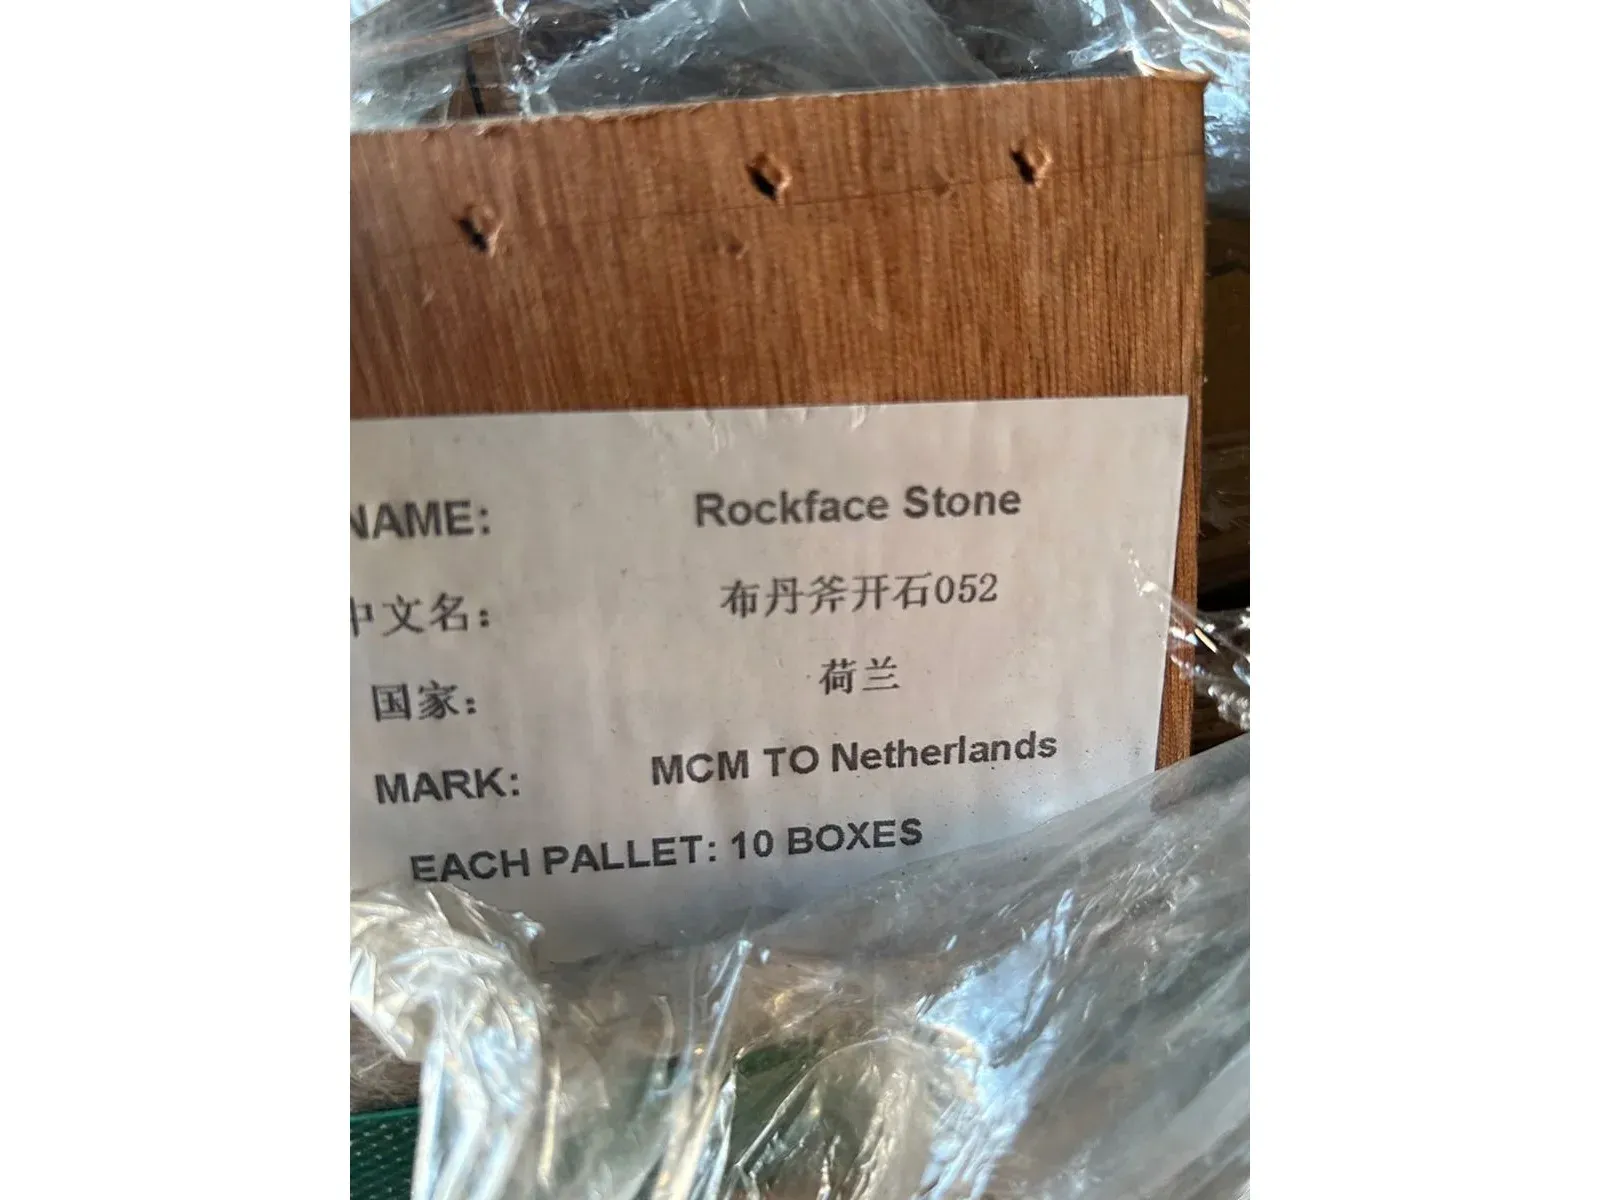 NAME: Rockface Stone
中文名: 布丹斧开石052
国家: 荷兰
MARK: MCM TO Netherlands
EACH PALLET: 10 BOXES